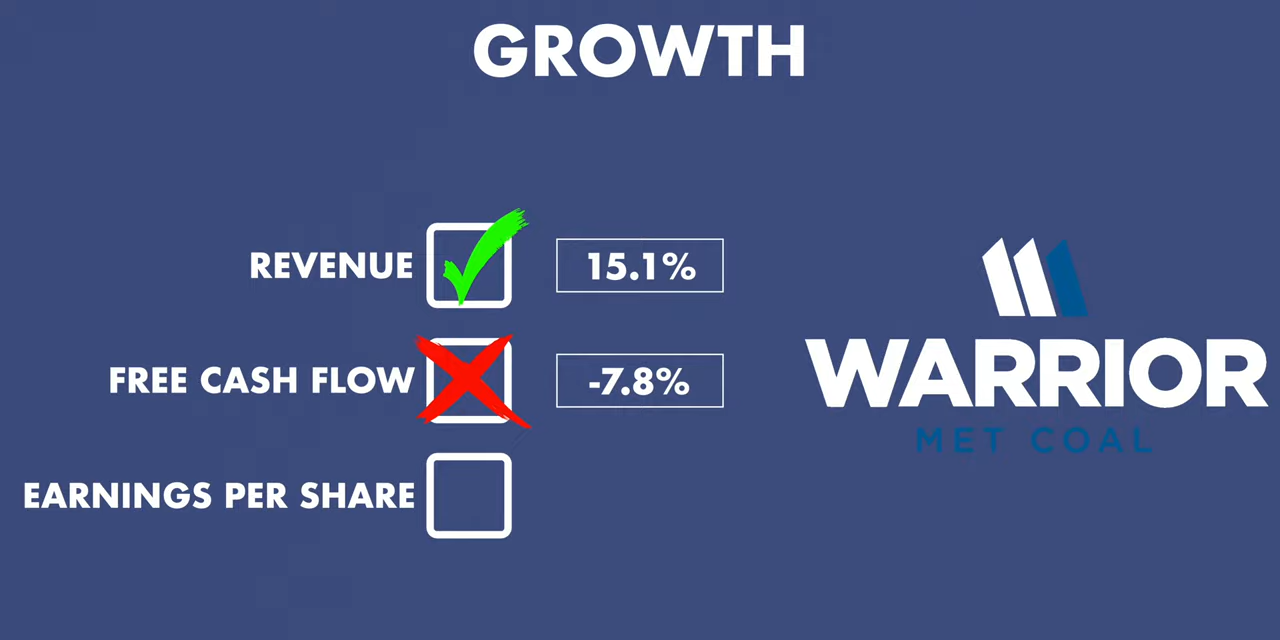 GROWTH
REVENUE 15.1%
FREE CASH FLOW -7.8%
EARNINGS PER SHARE
WARRIOR
MET COAL